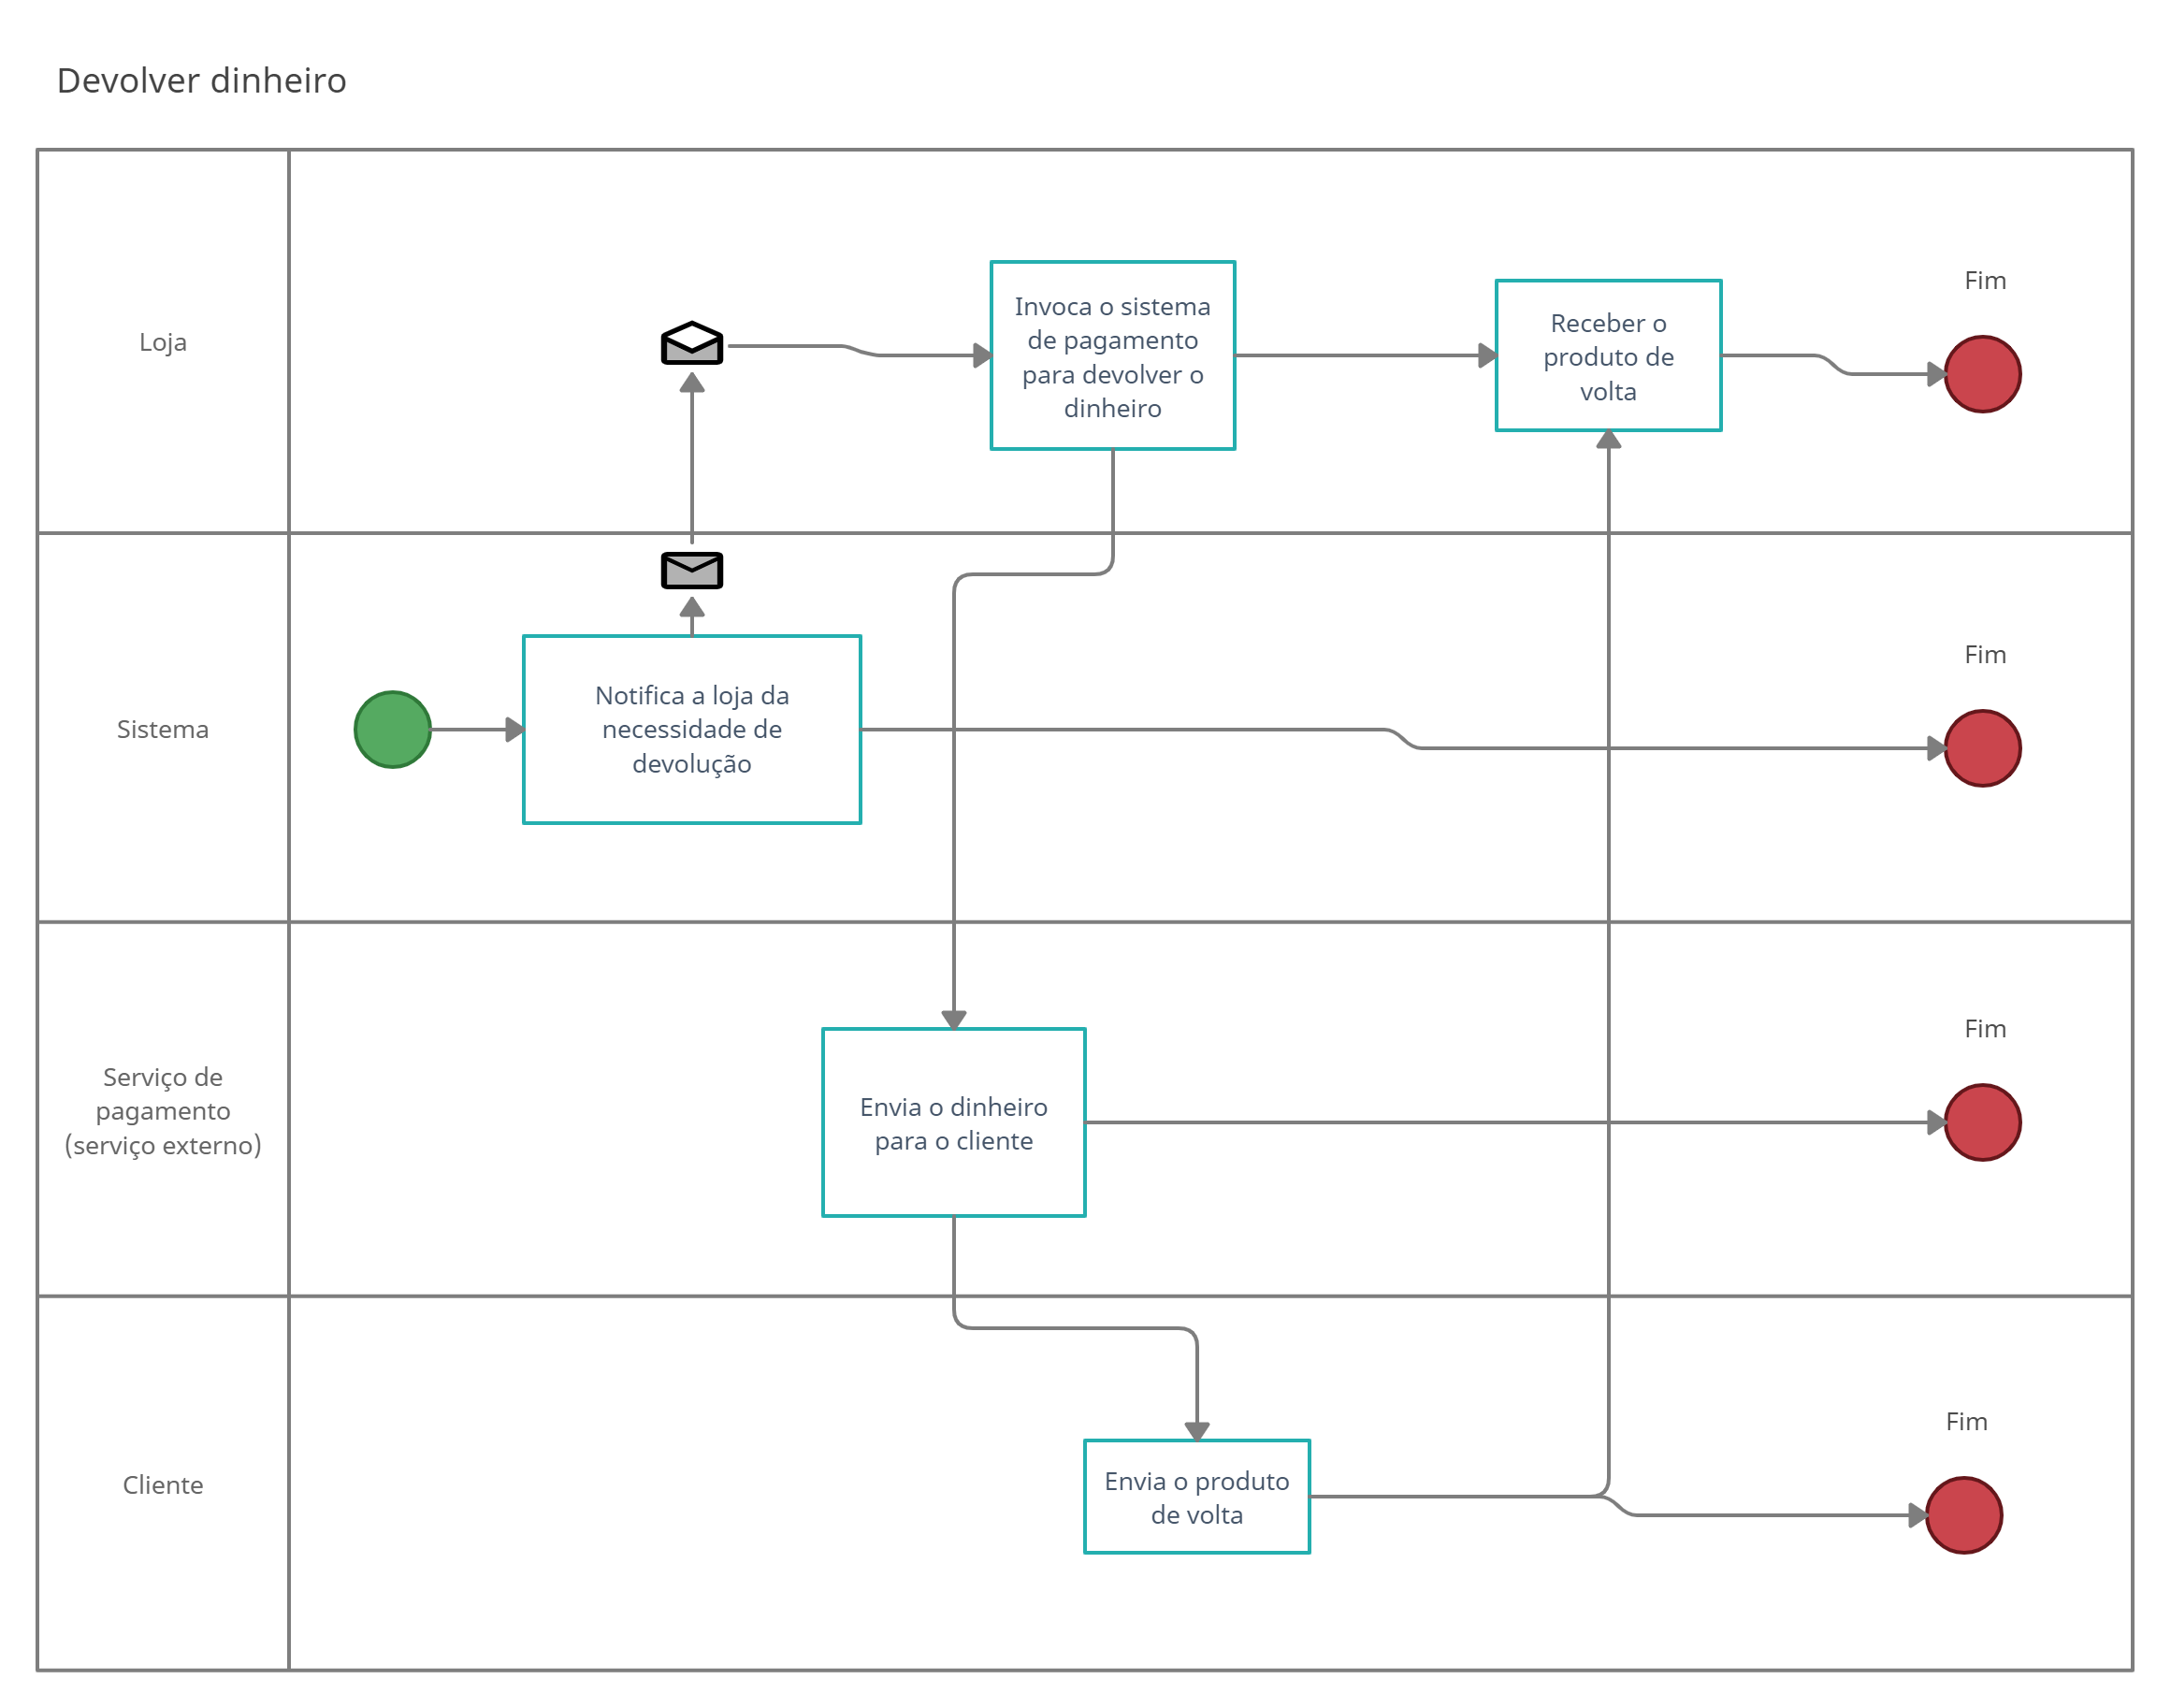 Devolver dinheiro
Loja
Invoca o sistema
de pagamento
para devolver o
dinheiro
Receber o
produto de
volta
Fim
Sistema
Notifica a loja da
necessidade de
devolução
Fim
Serviço de
pagamento
(serviço externo)
Envia o dinheiro
para o cliente
Fim
Cliente
Envia o produto
de volta
Fim